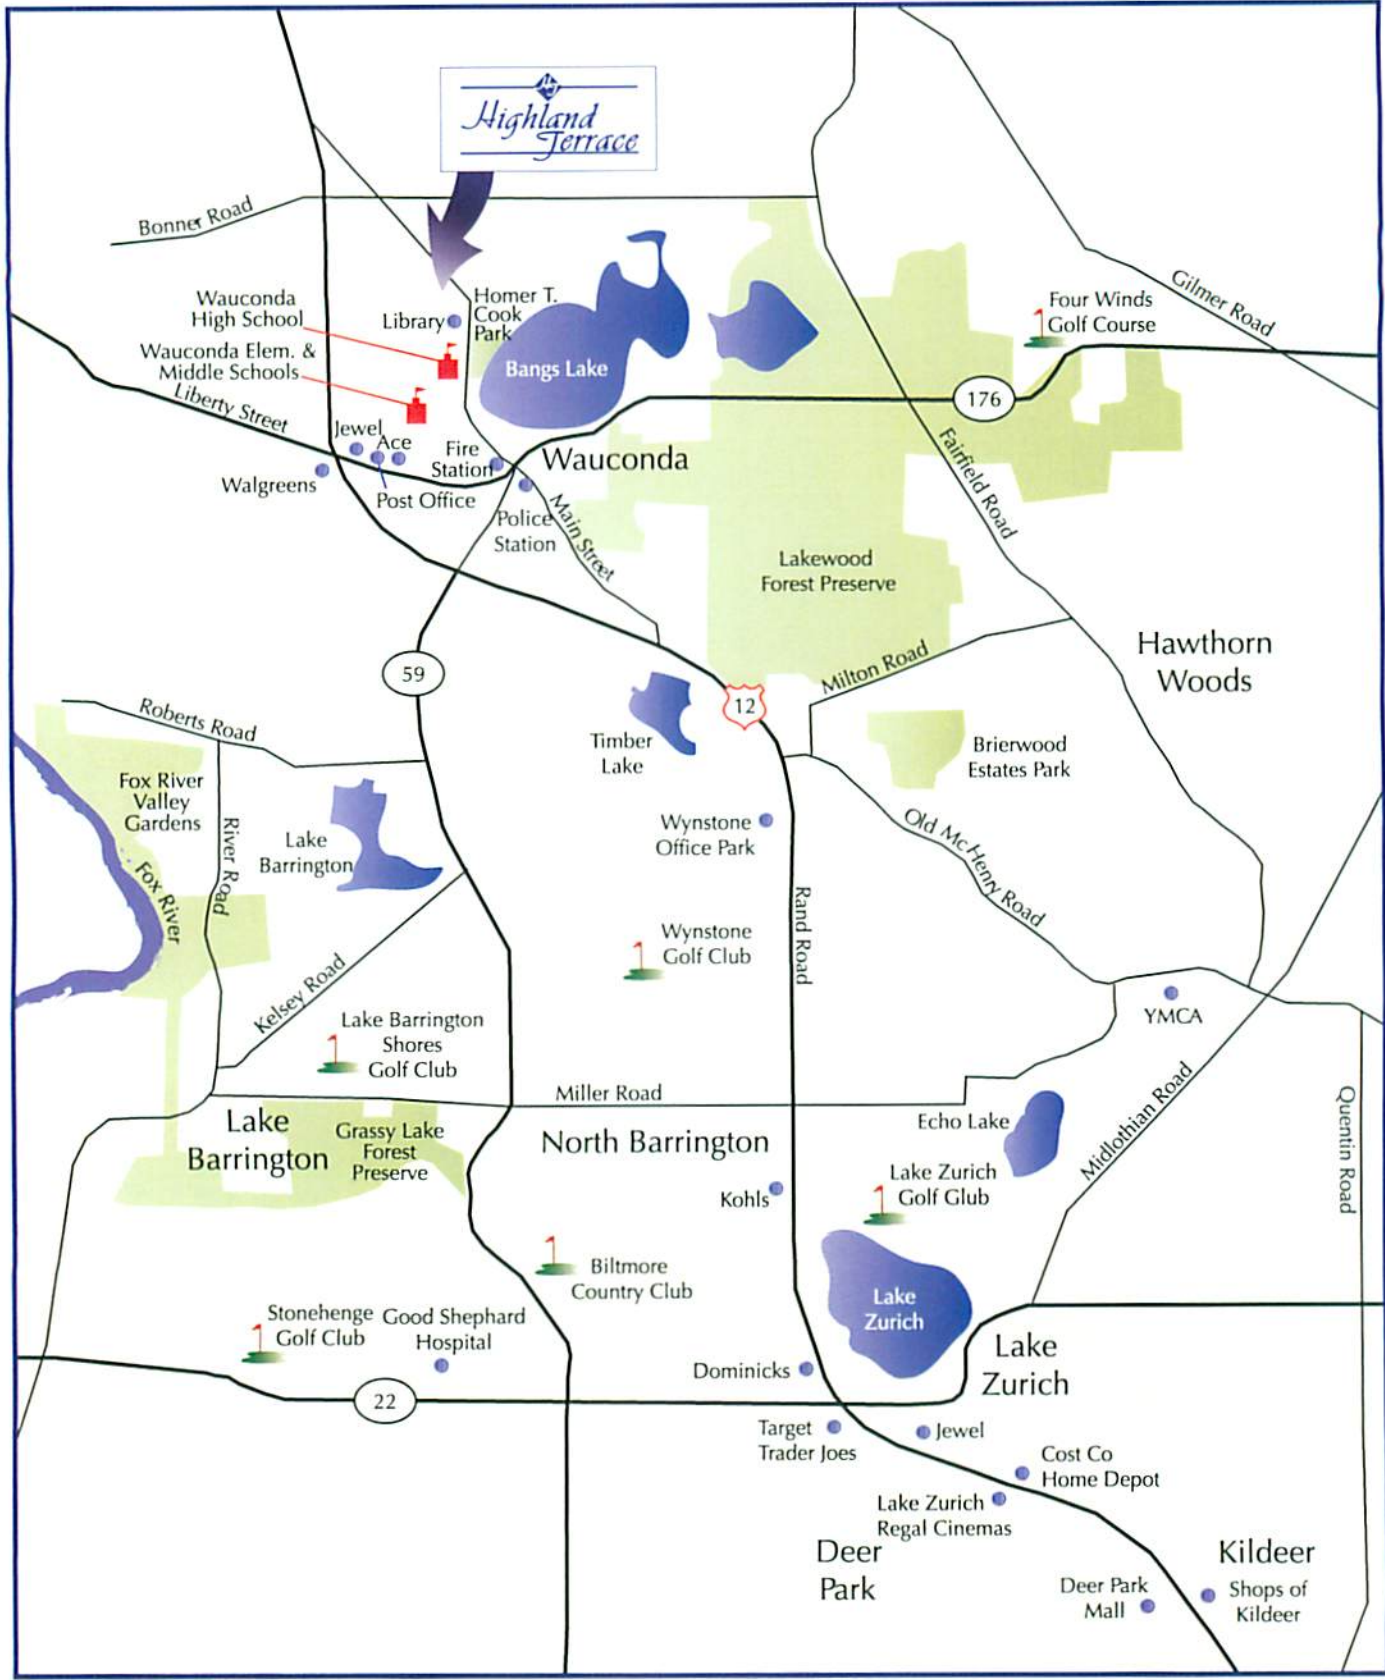 Highland
Terrace
Bonner Road
Gilmer Road
Wauconda
High School
Library
Homer T.
Cook
Park
Four Winds
Golf Course
Wauconda Elem. &
Middle Schools
Bangs Lake
176
Liberty Street
Jewel
Ace
Fire
Station
Wauconda
Fairfield Road
Walgreens
Post Office
Police
Station
Main Street
Lakewood
Forest Preserve
Hawthorn
Woods
Milton Road
59
12
Roberts Road
Timber
Lake
Brierwood
Estates Park
Fox River
Valley
Gardens
River Road
Lake
Barrington
Wynstone
Office Park
Old McHenry Road
Fox River
Rand Road
Wynstone
Golf Club
Kelsey Road
YMCA
Lake Barrington
Shores
Golf Club
Miller Road
Midlothian Road
Quentin Road
Echo Lake
Lake
Barrington
Grassy Lake
Forest
Preserve
North Barrington
Kohls
Lake Zurich
Golf Glub
Biltmore
Country Club
Lake
Zurich
Stonehenge
Golf Club
Good Shephard
Hospital
Lake
Zurich
Dominicks
22
Target
Trader Joes
Jewel
Cost Co
Home Depot
Lake Zurich
Regal Cinemas
Deer
Park
Kildeer
Deer Park
Mall
Shops of
Kildeer